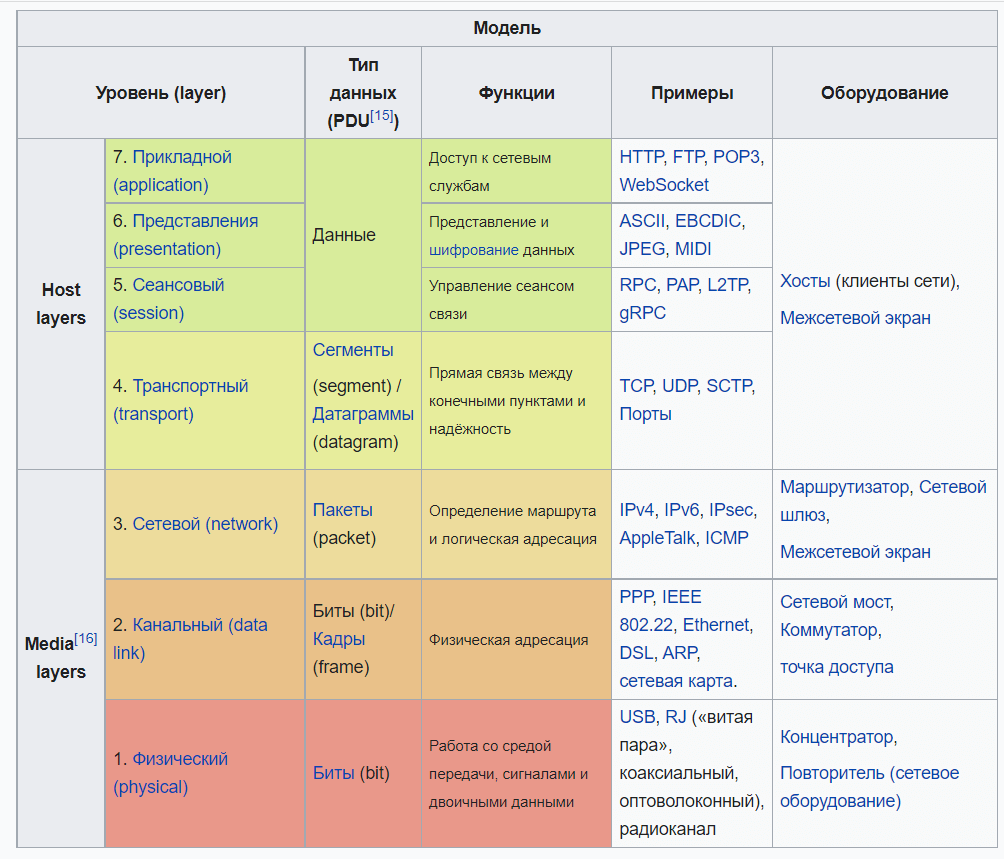 Модель
Уровень (layer)
Тип
данных
(PDU[15])
Функции
Примеры
Оборудование
Host
layers
7. Прикладной
(application)
Данные
Доступ к сетевым
службам
HTTP, FTP, POP3,
WebSocket
Хосты (клиенты сети),
Межсетевой экран
6. Представления
(presentation)
Представление и
шифрование данных
ASCII, EBCDIC,
JPEG, MIDI
5. Сеансовый
(session)
Управление сеансом
связи
RPC, PAP, L2TP,
gRPC
4. Транспортный
(transport)
Сегменты
(segment) /
Датаграммы
(datagram)
Прямая связь между
конечными пунктами и
надёжность
TCP, UDP, SCTP,
Порты
Media[16]
layers
3. Сетевой (network)
Пакеты
(packet)
Определение маршрута
и логическая адресация
IPv4, IPv6, IPsec,
AppleTalk, ICMP
Маршрутизатор, Сетевой
шлюз,
Межсетевой экран
2. Канальный (data
link)
Биты (bit)/
Кадры
(frame)
Физическая адресация
PPP, IEEE
802.22, Ethernet,
DSL, ARP,
сетевая карта.
Сетевой мост,
Коммутатор,
точка доступа
1. Физический
(physical)
Биты (bit)
Работа со средой
передачи, сигналами и
двоичными данными
USB, RJ («витая
пара»,
коаксиальный,
оптоволоконный),
радиоканал
Концентратор,
Повторитель (сетевое
оборудование)